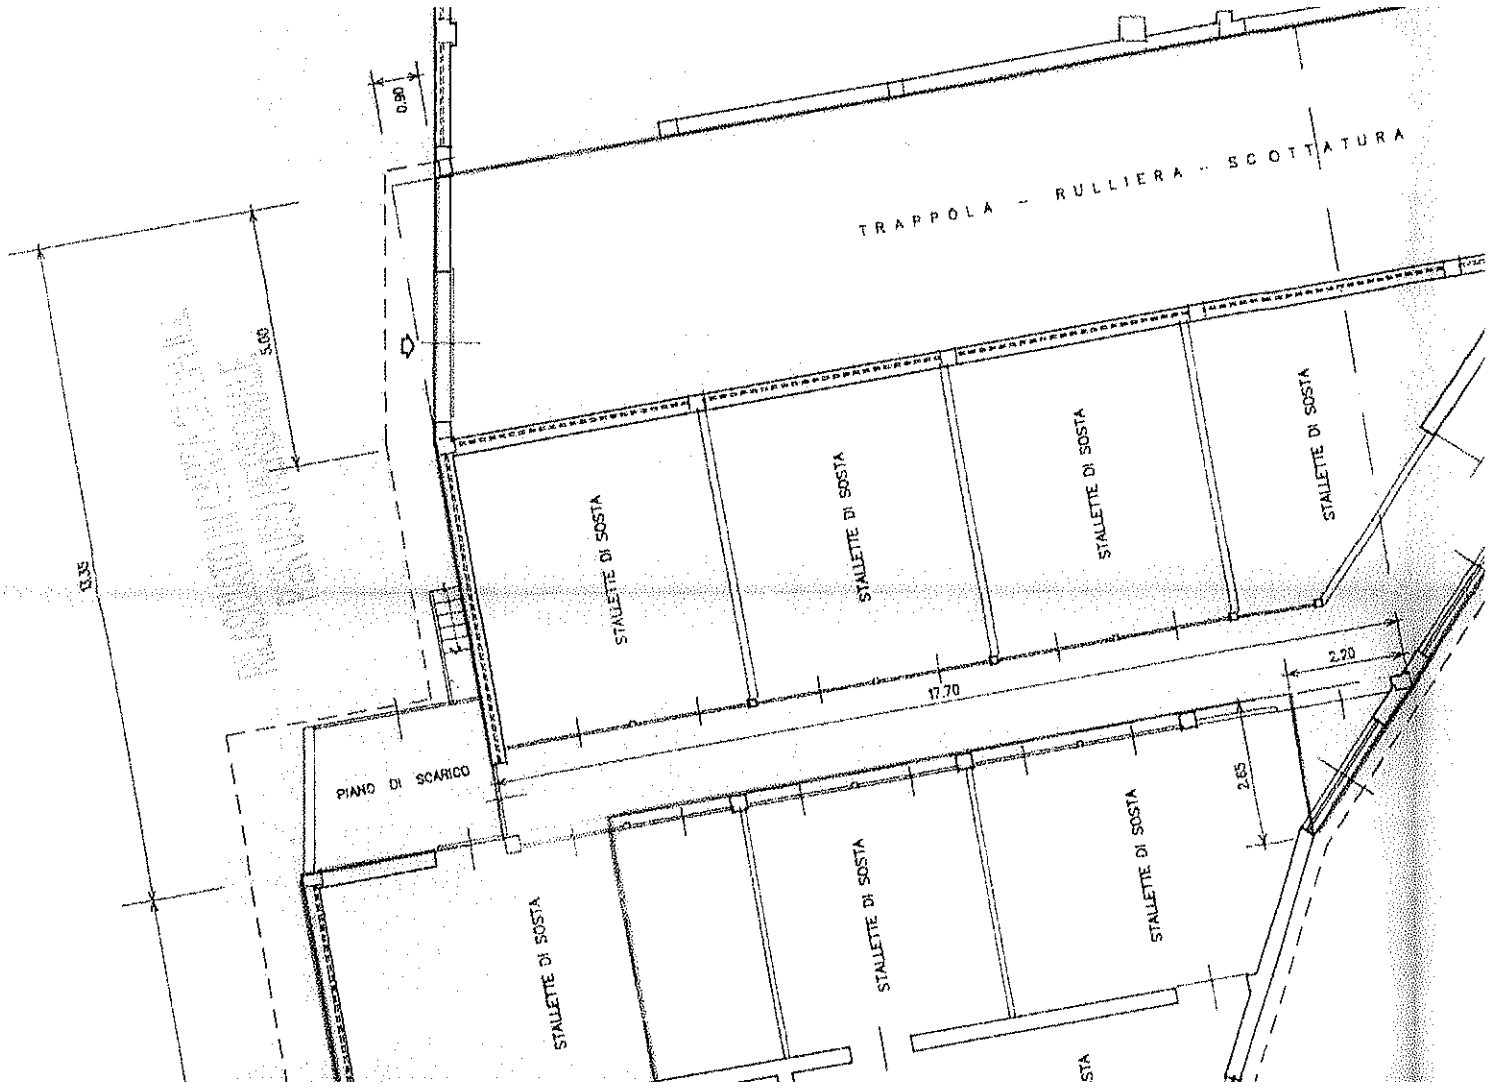 0.90
TRAPPOLA - RULLIERA - SCOTTATURA
5.00
13.35
STALLETTE DI SOSTA
STALLETTE DI SOSTA
STALLETTE DI SOSTA
STALLETTE DI SOSTA
17.70
2.20
2.65
PIANO DI SCARICO
STALLETTE DI SOSTA
STALLETTE DI SOSTA
STALLETTE DI SOSTA
STA